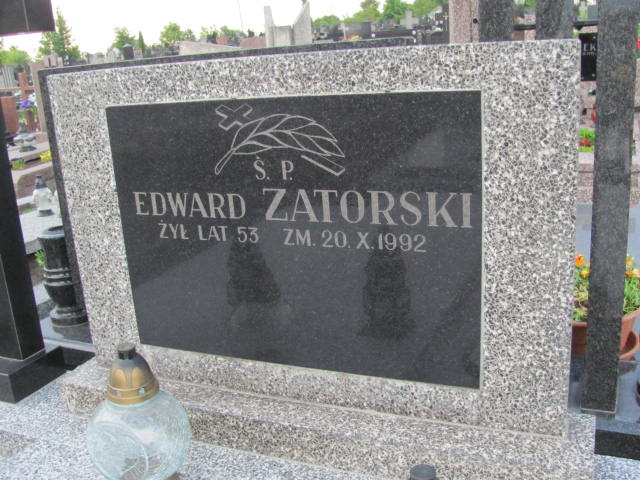 Ś. P.
EDWARD ZATORSKI
ŻYŁ LAT 53 ZM. 20.X.1992